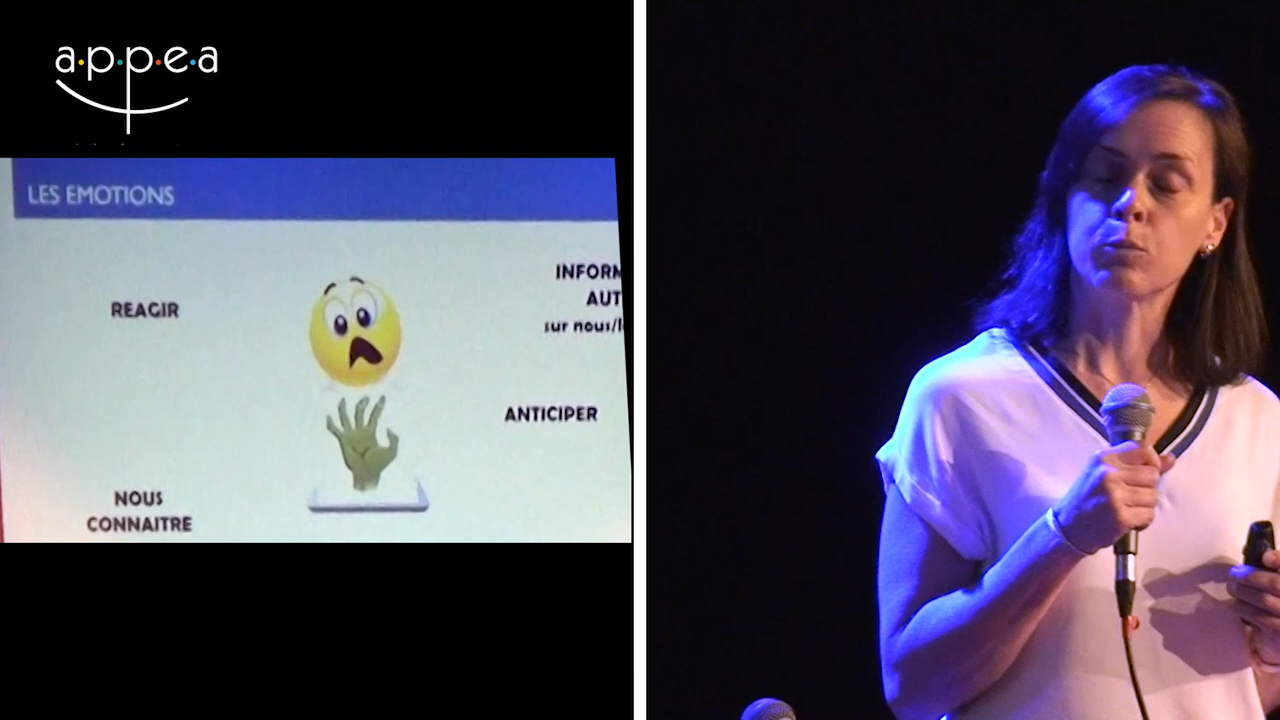 a·p·p·e·a
LES EMOTIONS
REAGIR
INFORM
AUT
sur nous/l
ANTICIPER
NOUS
CONNAITRE